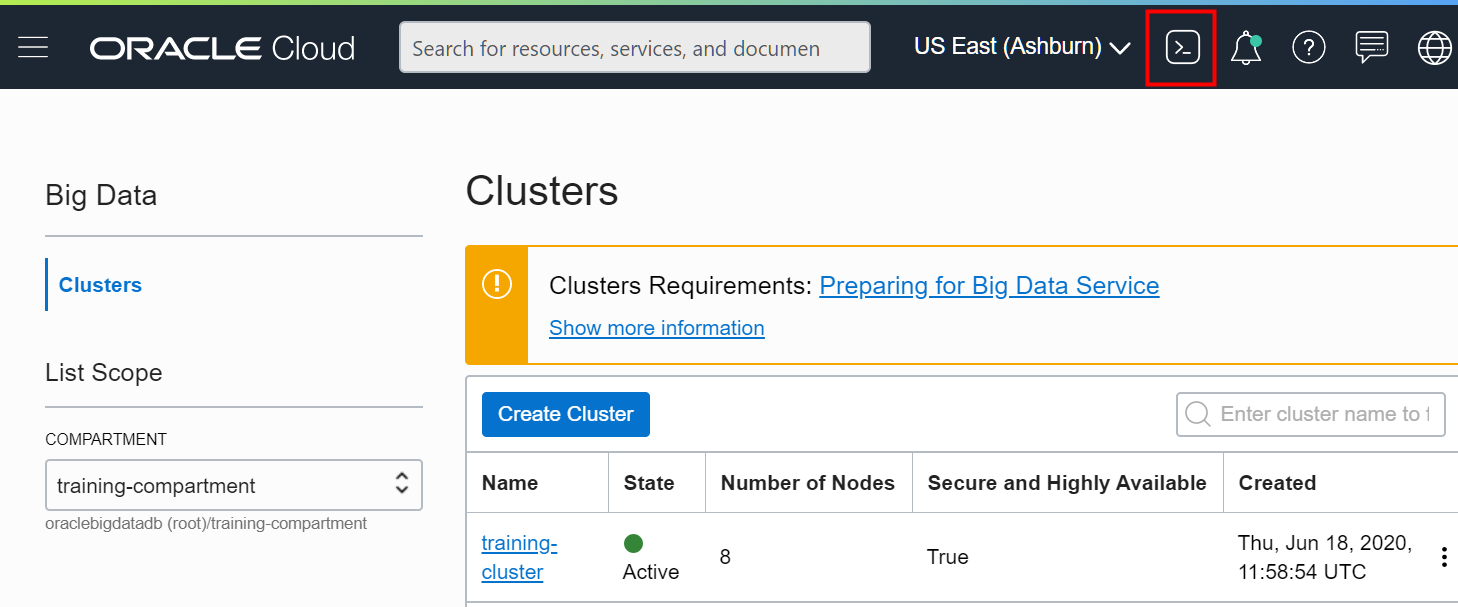 ORACLE Cloud
Search for resources, services, and documen
US East (Ashburn)
Big Data
Clusters
List Scope
COMPARTMENT
training-compartment
oraclebigdatadb (root)/training-compartment
Clusters
Clusters Requirements: Preparing for Big Data Service
Show more information
Create Cluster
Enter cluster name to f
Name State Number of Nodes Secure and Highly Available Created
training-
cluster
Active
8
True
Thu, Jun 18, 2020,
11:58:54 UTC